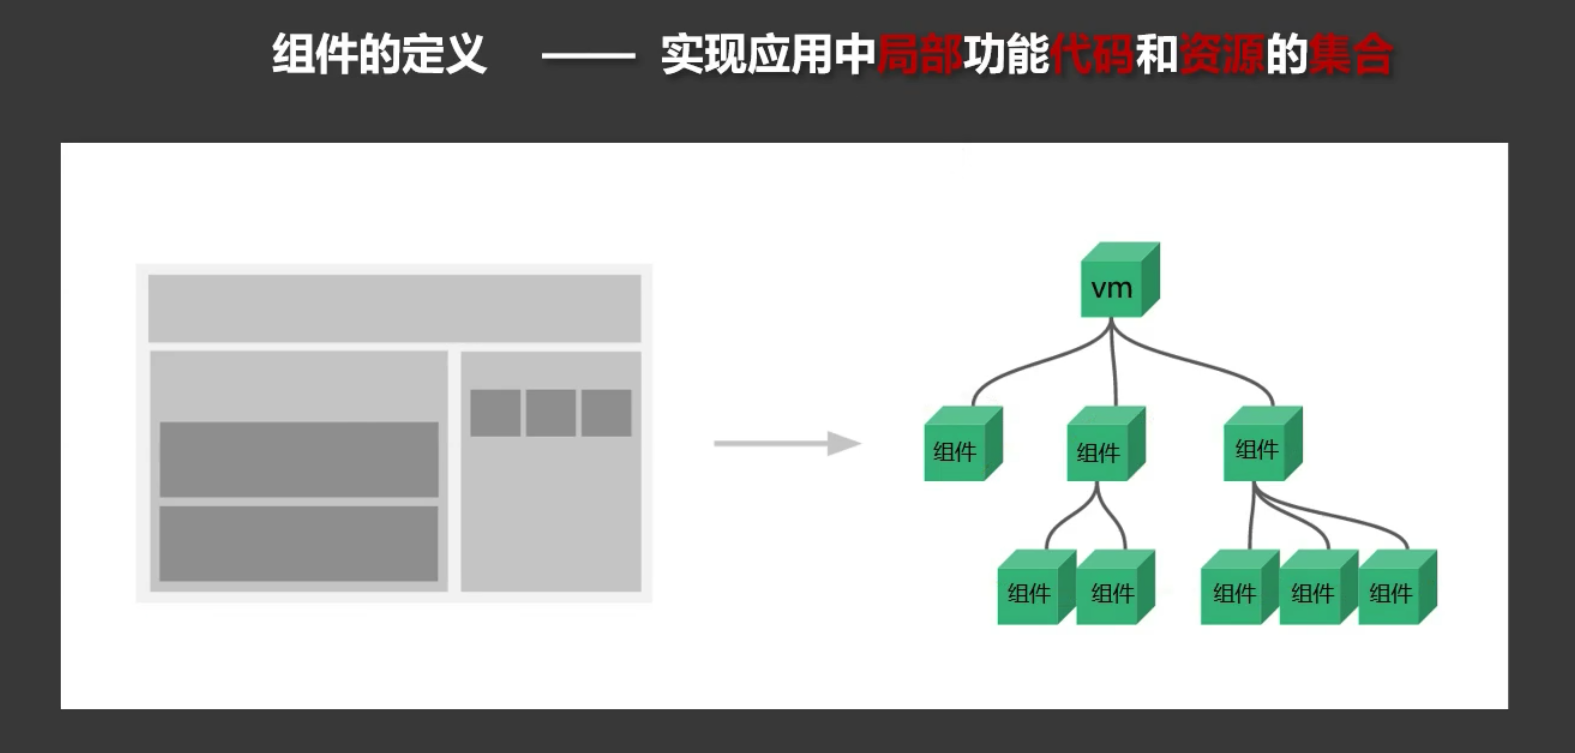 组件的定义 —— 实现应用中局部功能代码和资源的集合
vm
组件 组件 组件
组件 组件 组件 组件 组件